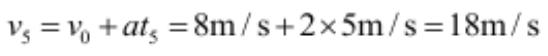 v₅ = v₀ + at₅ = 8m / s + 2 × 5m / s = 18m / s